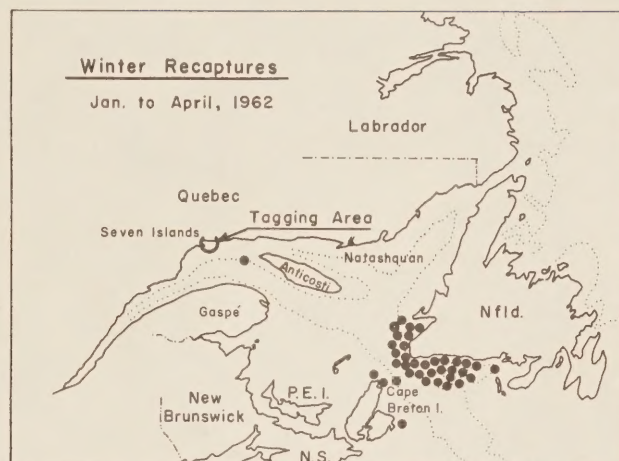 Winter Recaptures
Jan. to April, 1962
Labrador
Quebec
Tagging Area
Seven Islands
Natashquan
Anticosti
Gaspé
Nfld.
P.E.I.
Cape
Breton I.
New
Brunswick
N.S.